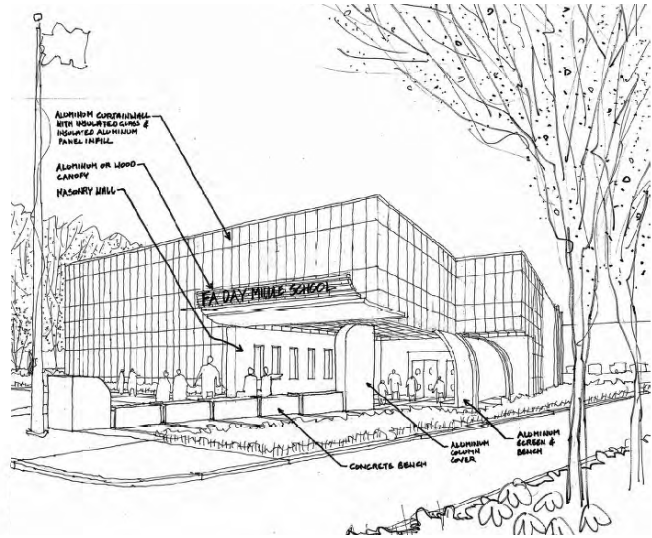 ALUMINUM CURTAINWALL
WITH INSULATED GLASS &
INSULATED ALUMINUM
PANEL INFILL
ALUMINUM OR WOOD
CANOPY
MASONRY WALL
FA DAY MIDDLE SCHOOL
CONCRETE BENCH
ALUMINUM
COLUMN
COVER
ALUMINUM
SCREEN &
BENCH